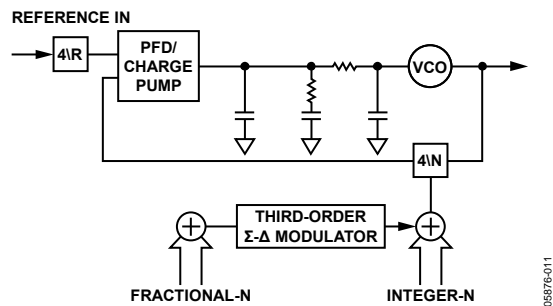 REFERENCE IN
4\R
PFD/
CHARGE
PUMP
VCO
4\N
THIRD-ORDER
Σ-Δ MODULATOR
FRACTIONAL-N
INTEGER-N
05876-011